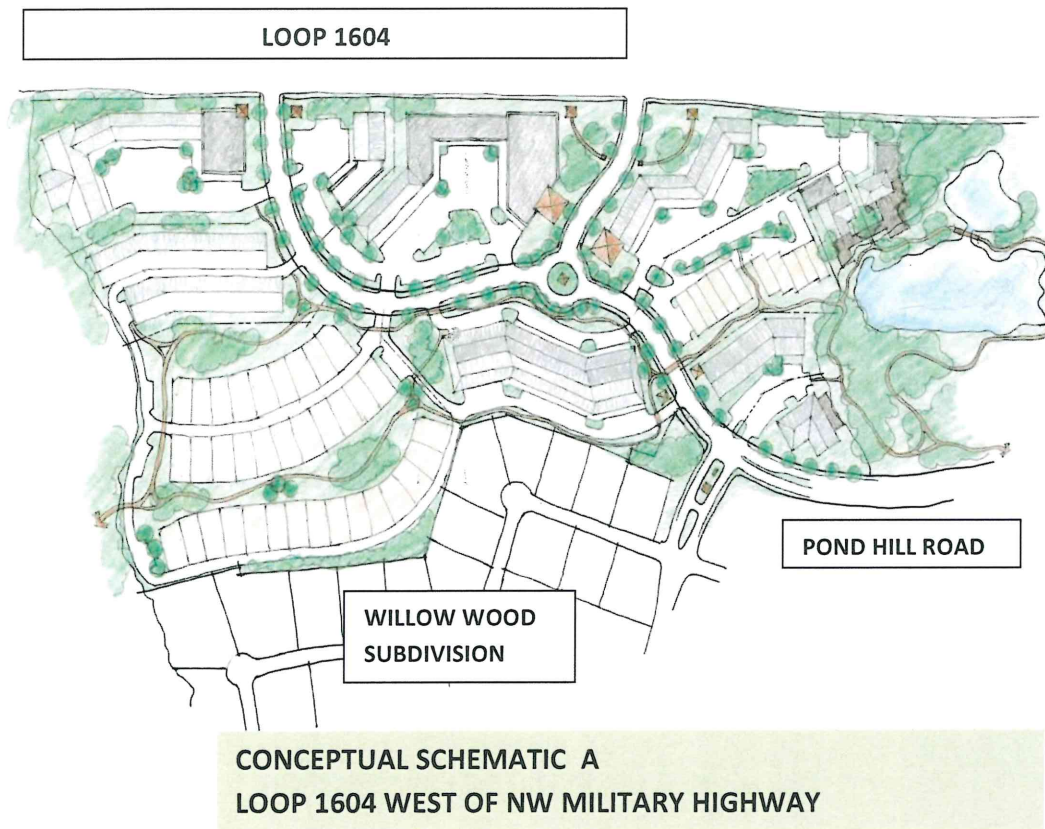 LOOP 1604
POND HILL ROAD
WILLOW WOOD
SUBDIVISION
CONCEPTUAL SCHEMATIC A
LOOP 1604 WEST OF NW MILITARY HIGHWAY